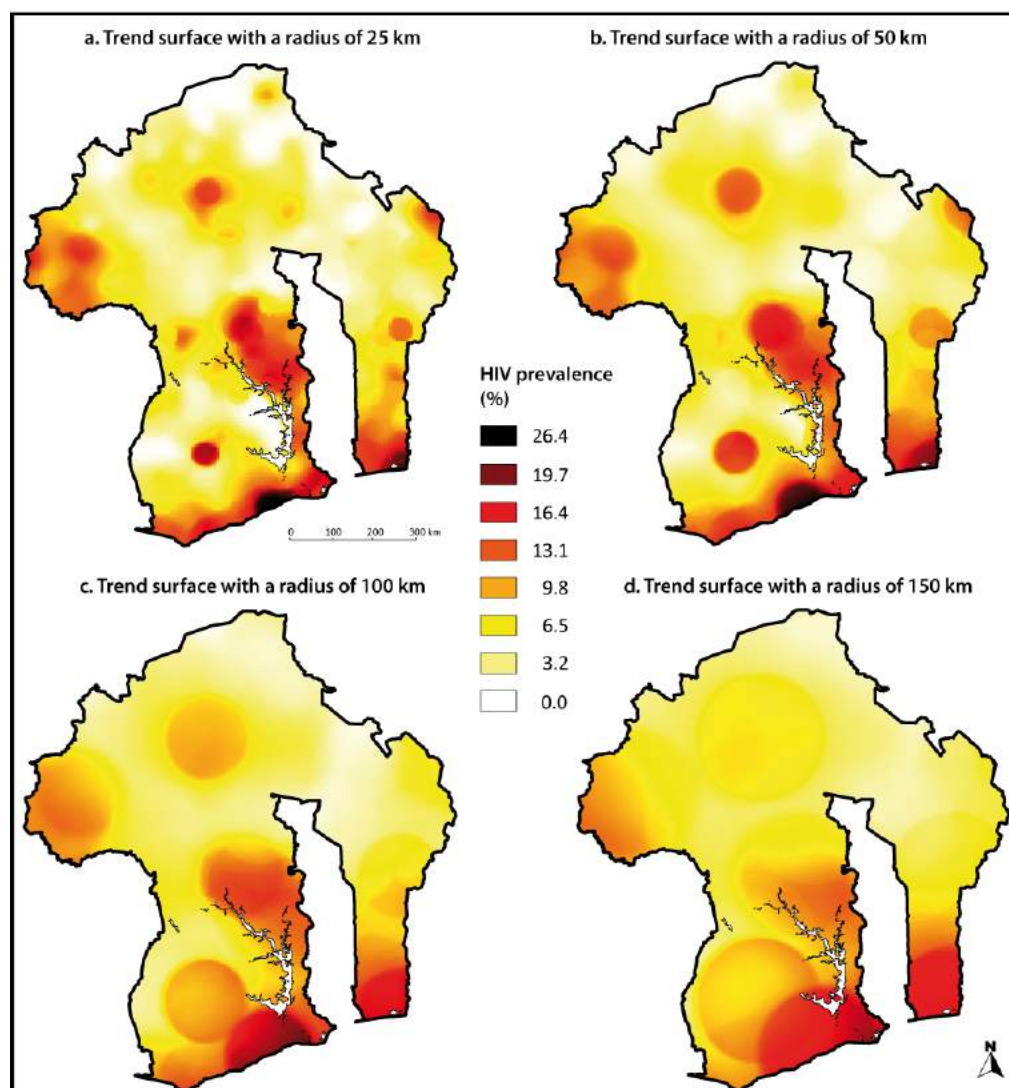 a. Trend surface with a radius of 25 km
b. Trend surface with a radius of 50 km
HIV prevalence
(%)
26.4
19.7
16.4
13.1
9.8
6.5
3.2
0.0
0 100 200 300 km
c. Trend surface with a radius of 100 km
d. Trend surface with a radius of 150 km
N